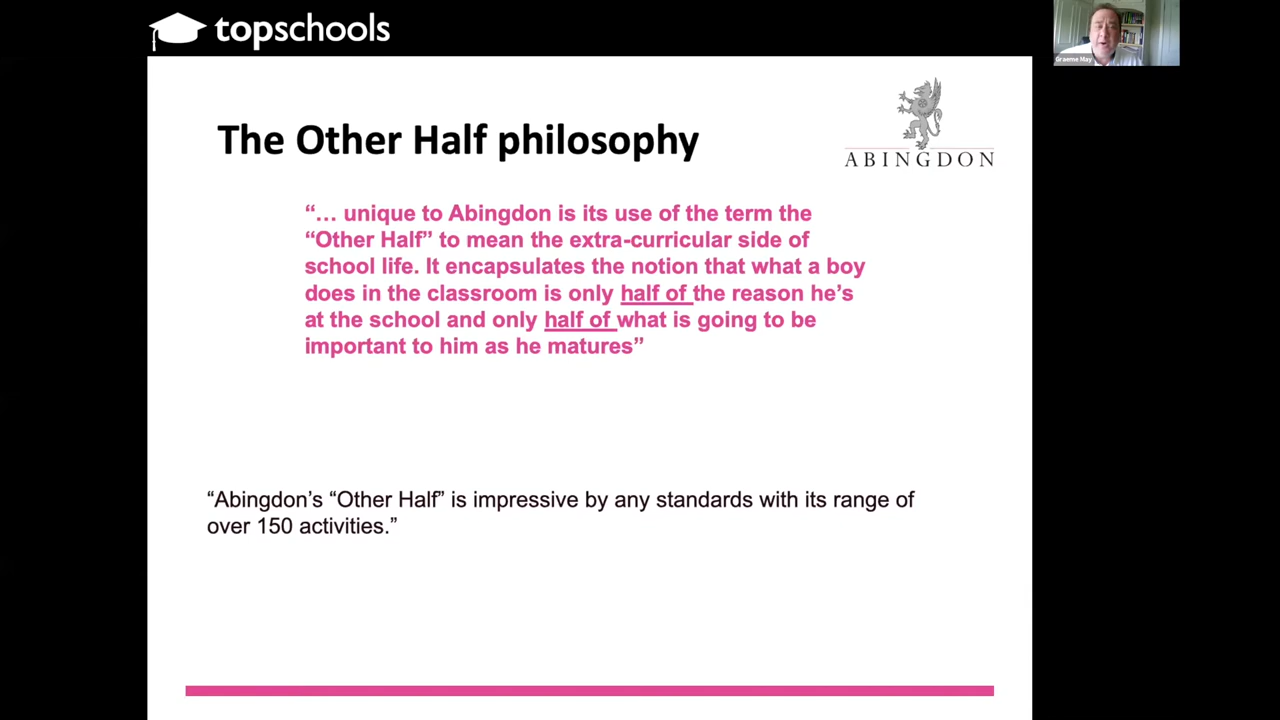 topschools
Graeme May
The Other Half philosophy
ABINGDON
“… unique to Abingdon is its use of the term the
“Other Half” to mean the extra-curricular side of
school life. It encapsulates the notion that what a boy
does in the classroom is only half of the reason he’s
at the school and only half of what is going to be
important to him as he matures”
“Abingdon’s “Other Half” is impressive by any standards with its range of
over 150 activities.”